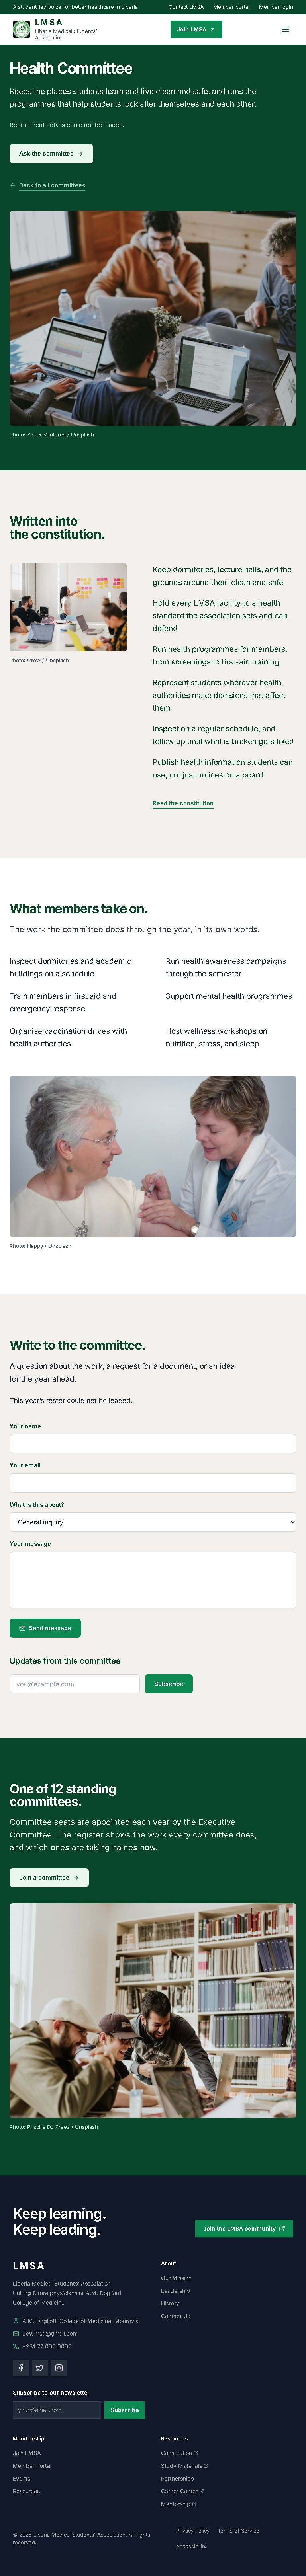 A student-led voice for better healthcare in Liberia
Contact LMSA
Member portal
Member login
LMSA
Liberia Medical Students'
Association
Join LMSA
Health Committee
Keeps the places students learn and live clean and safe, and runs the
programmes that help students look after themselves and each other.
Recruitment details could not be loaded.
Ask the committee
Back to all committees
Photo: You X Ventures / Unsplash
Written into
the constitution.
Photo: Crew / Unsplash
Keep dormitories, lecture halls, and the
grounds around them clean and safe
Hold every LMSA facility to a health
standard the association sets and can
defend
Run health programmes for members,
from screenings to first-aid training
Represent students wherever health
authorities make decisions that affect
them
Inspect on a regular schedule, and
follow up until what is broken gets fixed
Publish health information students can
use, not just notices on a board
Read the constitution
What members take on.
The work the committee does through the year, in its own words.
Inspect dormitories and academic
buildings on a schedule
Run health awareness campaigns
through the semester
Train members in first aid and
emergency response
Support mental health programmes
Organise vaccination drives with
health authorities
Host wellness workshops on
nutrition, stress, and sleep
Photo: Nappy / Unsplash
Write to the committee.
A question about the work, a request for a document, or an idea
for the year ahead.
This year's roster could not be loaded.
Your name
Your email
What is this about?
General inquiry
Your message
Send message
Updates from this committee
you@example.com
Subscribe
One of 12 standing
committees.
Committee seats are appointed each year by the Executive
Committee. The register shows the work every committee does,
and which ones are taking names now.
Join a committee
Photo: Priscilla Du Preez / Unsplash
Keep learning.
Keep leading.
Join the LMSA community
LMSA
Liberia Medical Students' Association
Uniting future physicians at A.M. Dogliotti
College of Medicine
A.M. Dogliotti College of Medicine, Monrovia
dev.lmsa@gmail.com
+231 77 000 0000
Subscribe to our newsletter
your@email.com
Subscribe
About
Our Mission
Leadership
History
Contact Us
Membership
Join LMSA
Member Portal
Events
Resources
Resources
Constitution
Study Materials
Partnerships
Career Center
Mentorship
© 2026 Liberia Medical Students' Association. All rights
reserved.
Privacy Policy
Terms of Service
Accessibility